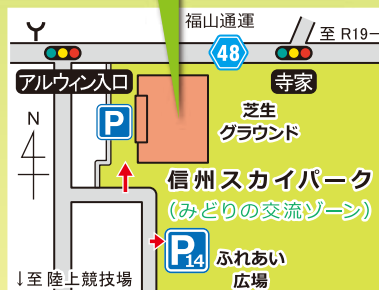 福山通運
至 R19
48
アルウィン入口
寺家
P
芝生
グラウンド
N
信州スカイパーク
(みどりの交流ゾーン)
P14
ふれあい
広場
↓至 陸上競技場